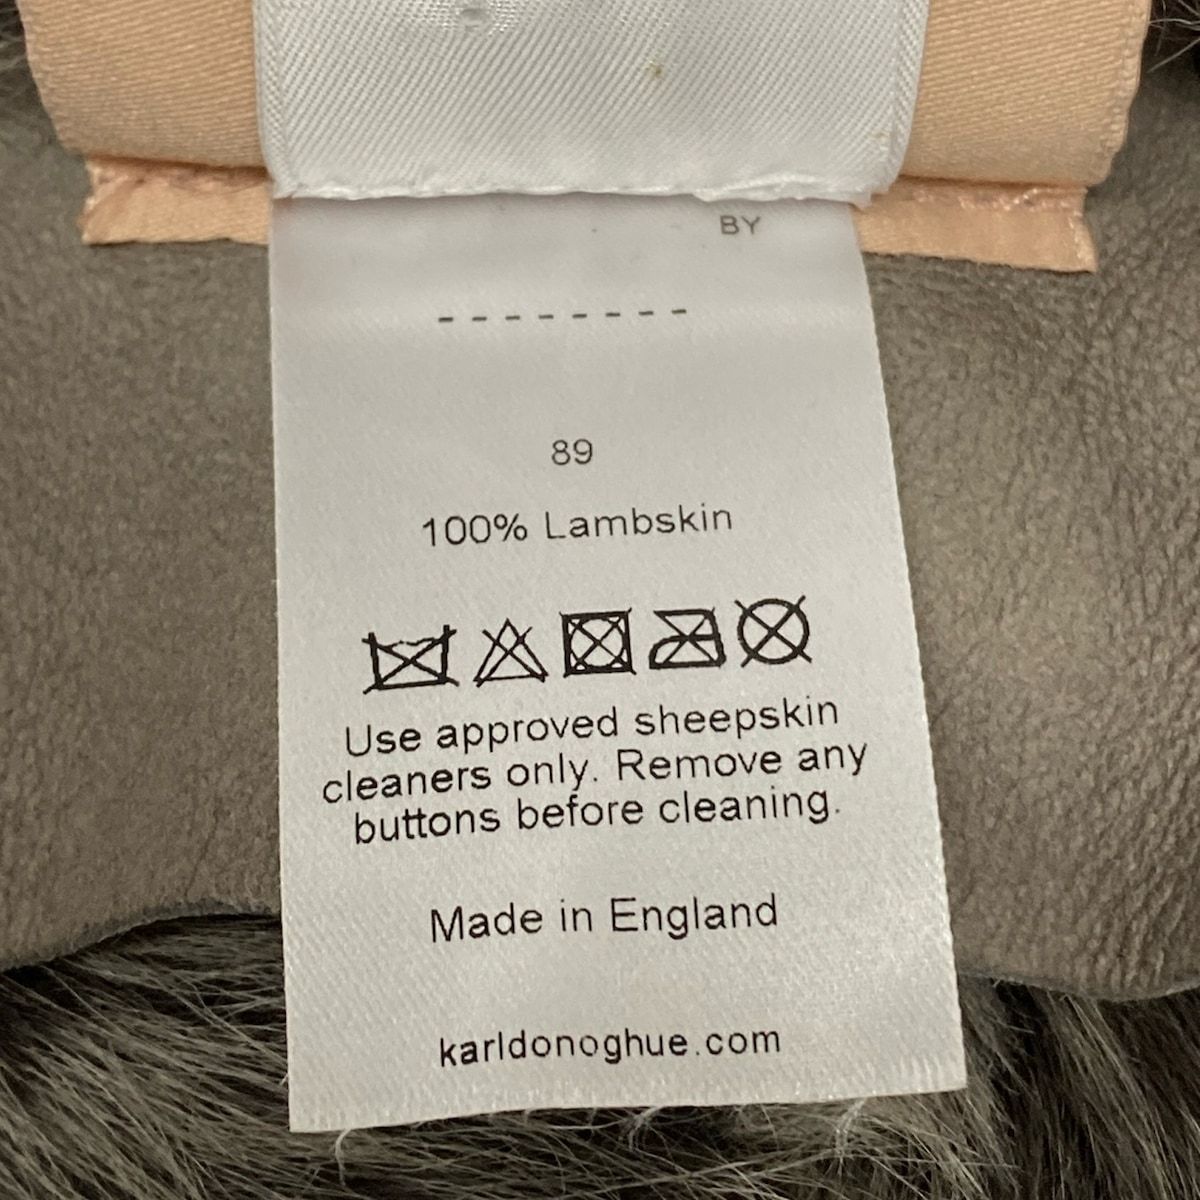 BY
--------
89
100% Lambskin
Use approved sheepskin
cleaners only. Remove any
buttons before cleaning.
Made in England
karldonoghue.com